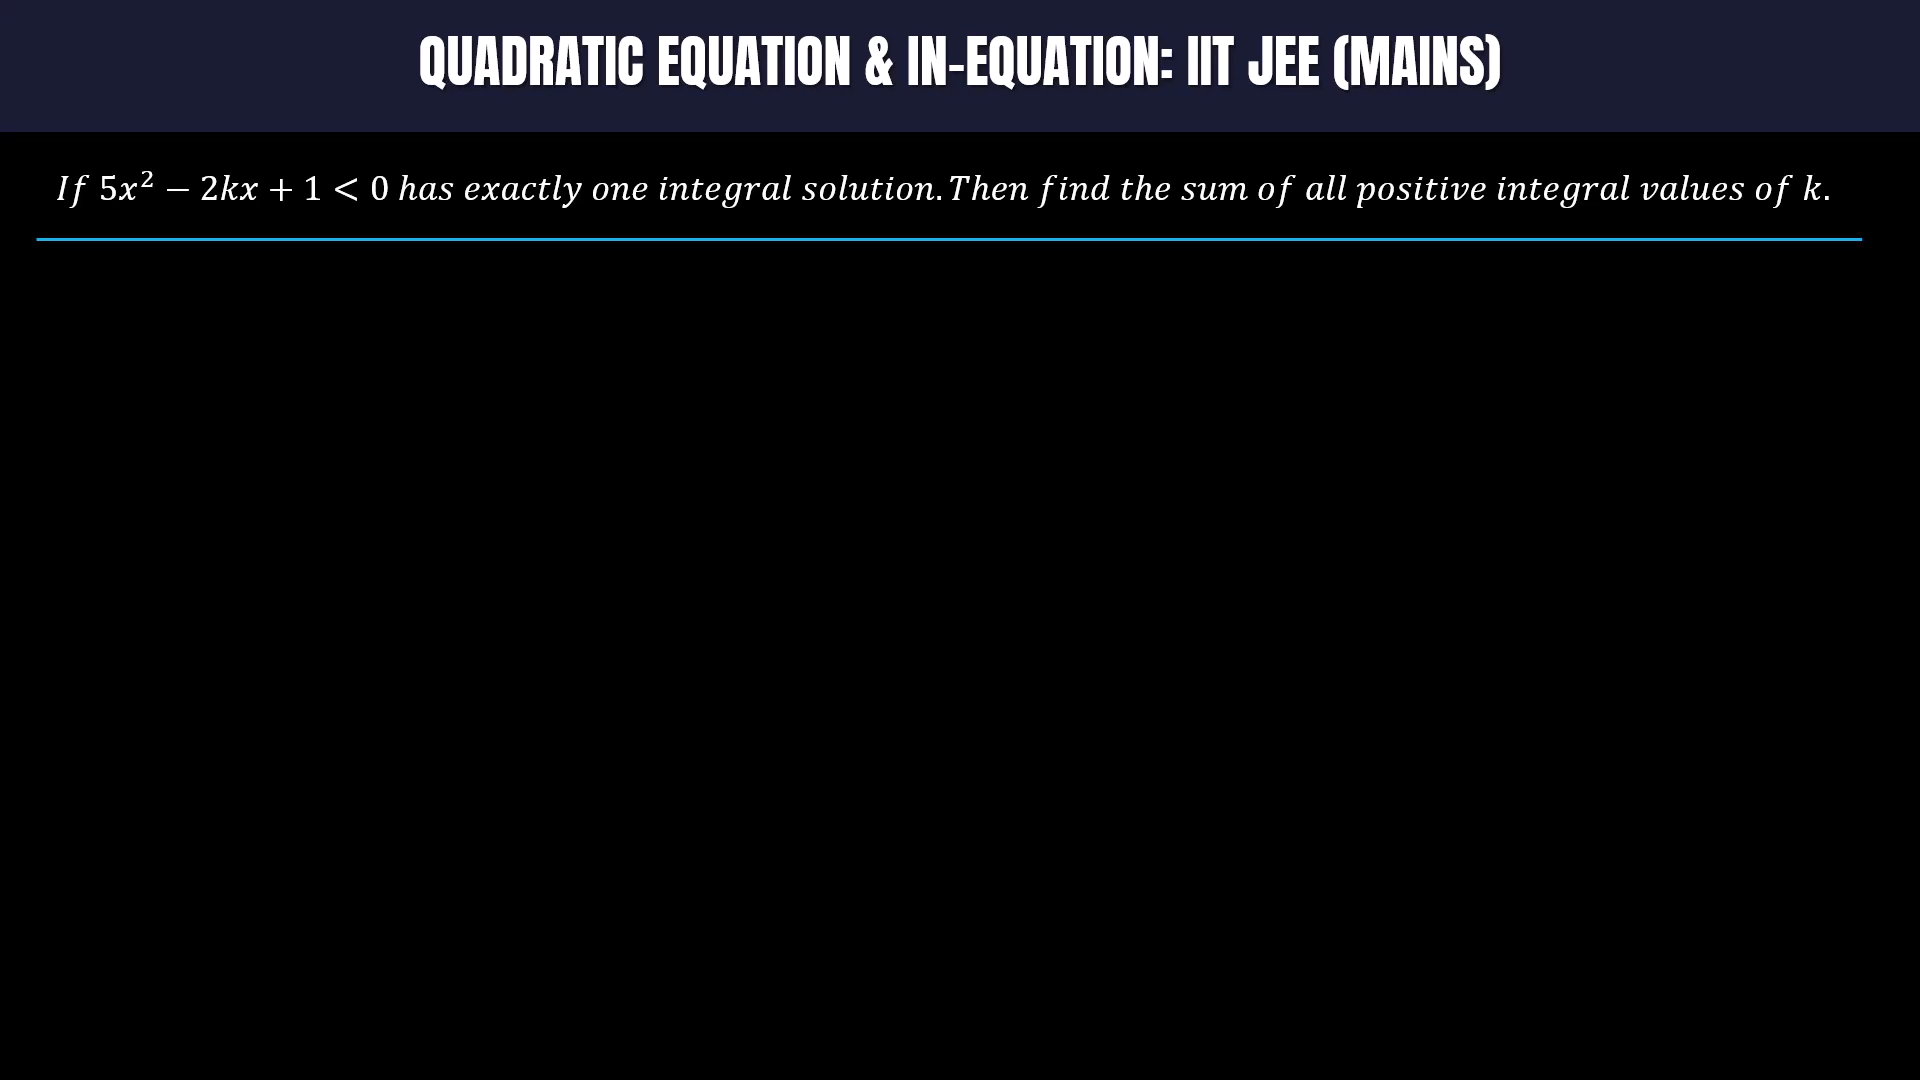 QUADRATIC EQUATION & IN-EQUATION: IIT JEE (MAINS)
If 5x² − 2kx + 1 < 0 has exactly one integral solution. Then find the sum of all positive integral values of k.